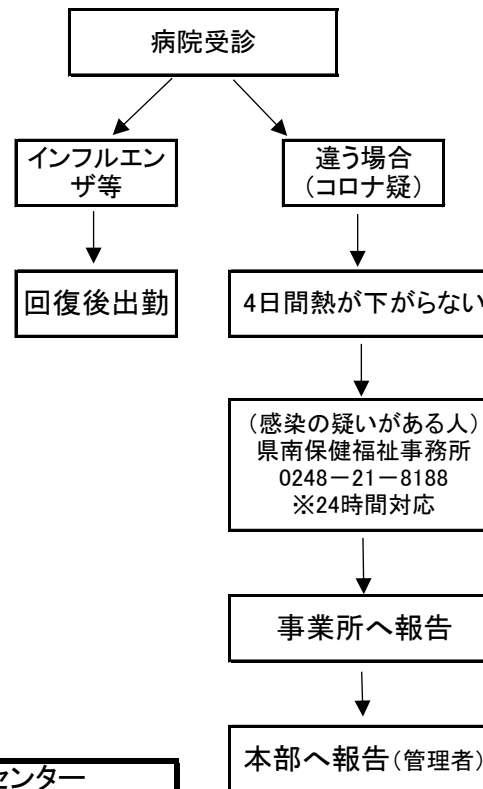 病院受診
インフルエン
ザ等
違う場合
（コロナ疑）
回復後出勤
4日間熱が下がらない
（感染の疑いがある人）
県南保健福祉事務所
0248－21－8188
※24時間対応
事業所へ報告
本部へ報告（管理者）
センター